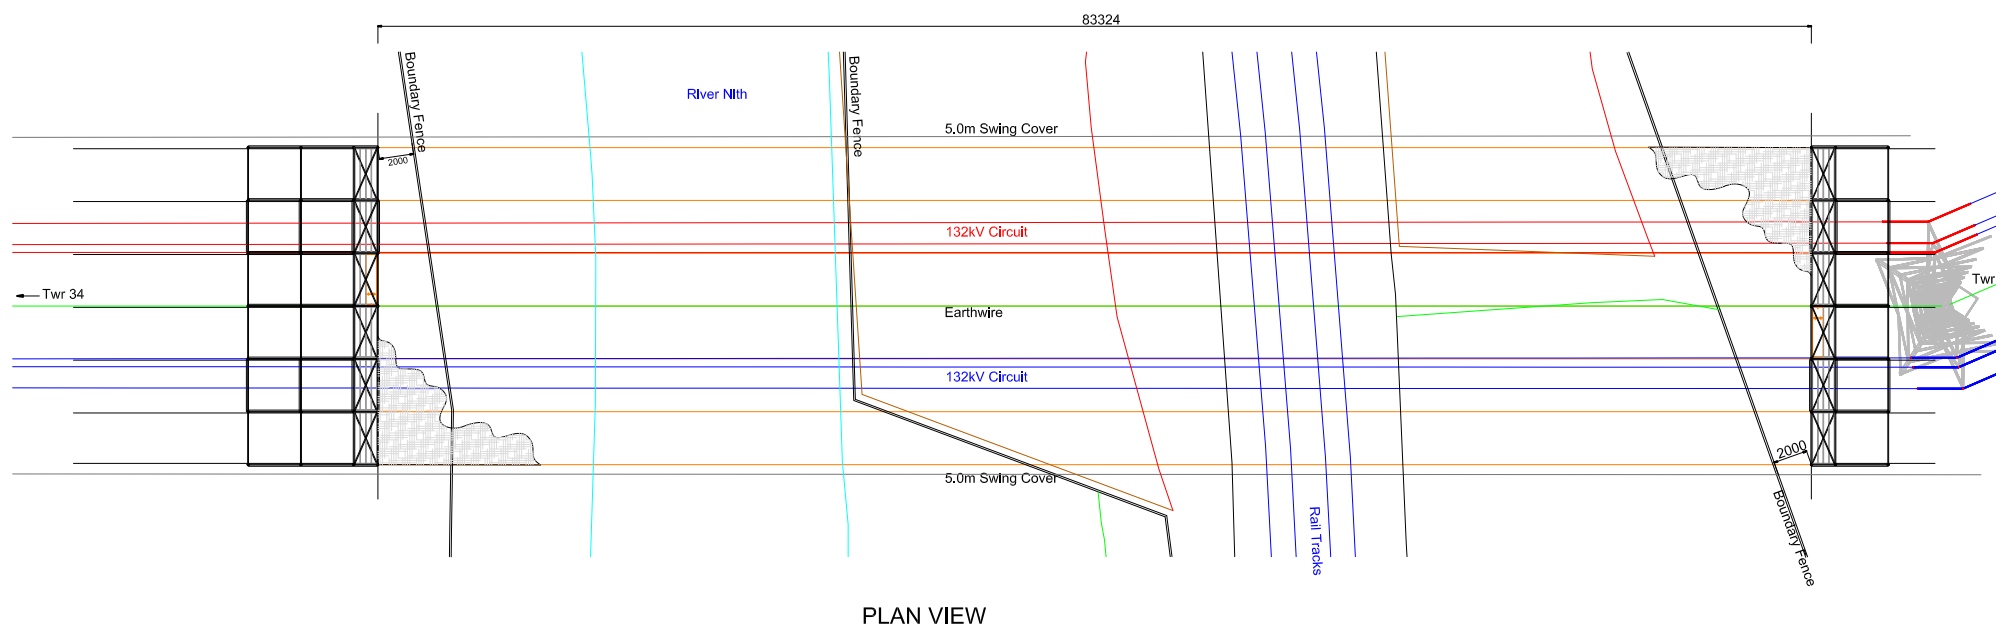 83324
Boundary Fence
River Nith
Boundary Fence
5.0m Swing Cover
2000
132kV Circuit
Twr 34
Twr
Earthwire
132kV Circuit
2000
5.0m Swing Cover
Rail Tracks
Boundary Fence
PLAN VIEW